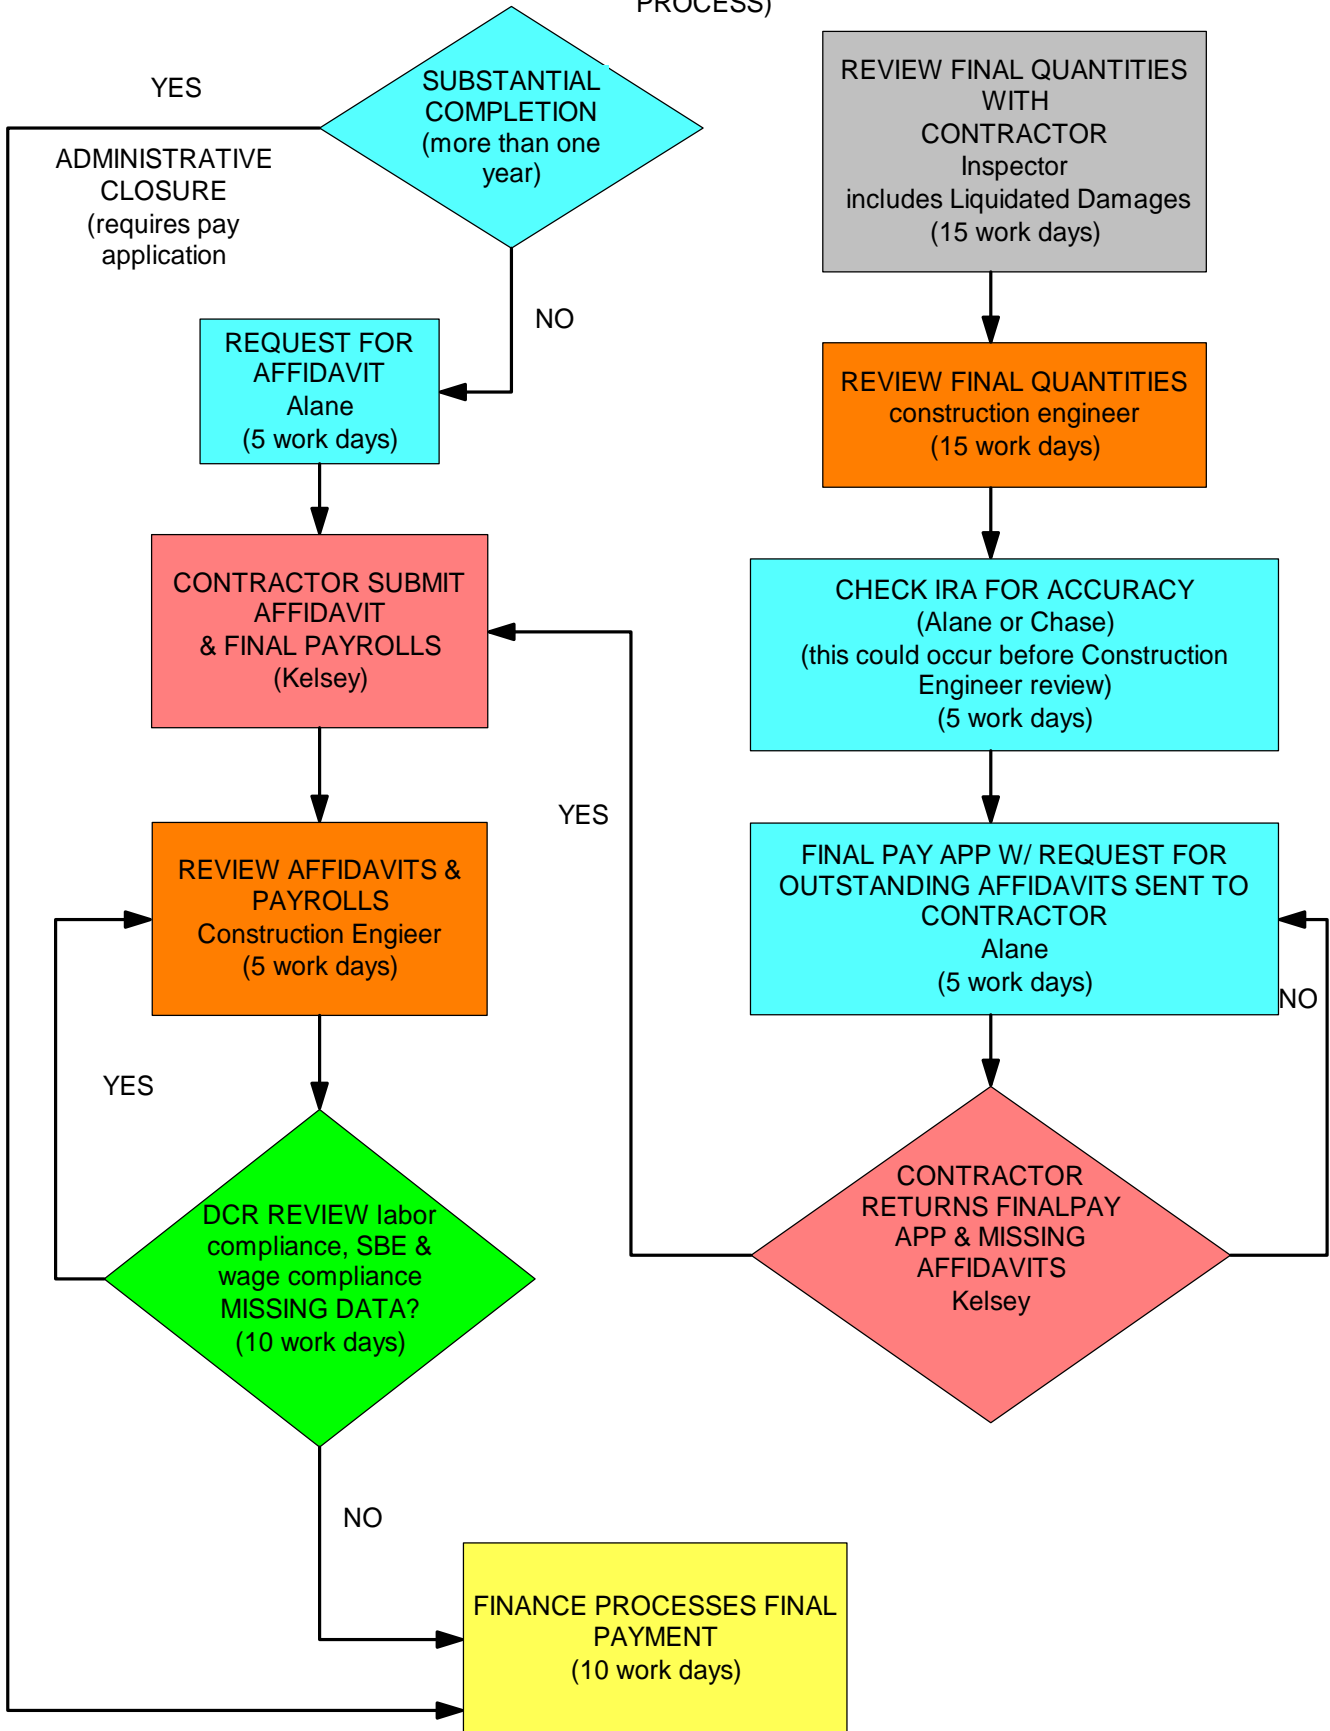 PROCESS)
YES
SUBSTANTIAL
COMPLETION
(more than one
year)
ADMINISTRATIVE
CLOSURE
(requires pay
application
NO
REQUEST FOR
AFFIDAVIT
Alane
(5 work days)
CONTRACTOR SUBMIT
AFFIDAVIT
& FINAL PAYROLLS
(Kelsey)
REVIEW AFFIDAVITS &
PAYROLLS
Construction Engieer
(5 work days)
YES
DCR REVIEW labor
compliance, SBE &
wage compliance
MISSING DATA?
(10 work days)
NO
FINANCE PROCESSES FINAL
PAYMENT
(10 work days)
REVIEW FINAL QUANTITIES
WITH
CONTRACTOR
Inspector
includes Liquidated Damages
(15 work days)
REVIEW FINAL QUANTITIES
construction engineer
(15 work days)
CHECK IRA FOR ACCURACY
(Alane or Chase)
(this could occur before Construction
Engineer review)
(5 work days)
FINAL PAY APP W/ REQUEST FOR
OUTSTANDING AFFIDAVITS SENT TO
CONTRACTOR
Alane
(5 work days)
NO
YES
CONTRACTOR
RETURNS FINALPAY
APP & MISSING
AFFIDAVITS
Kelsey